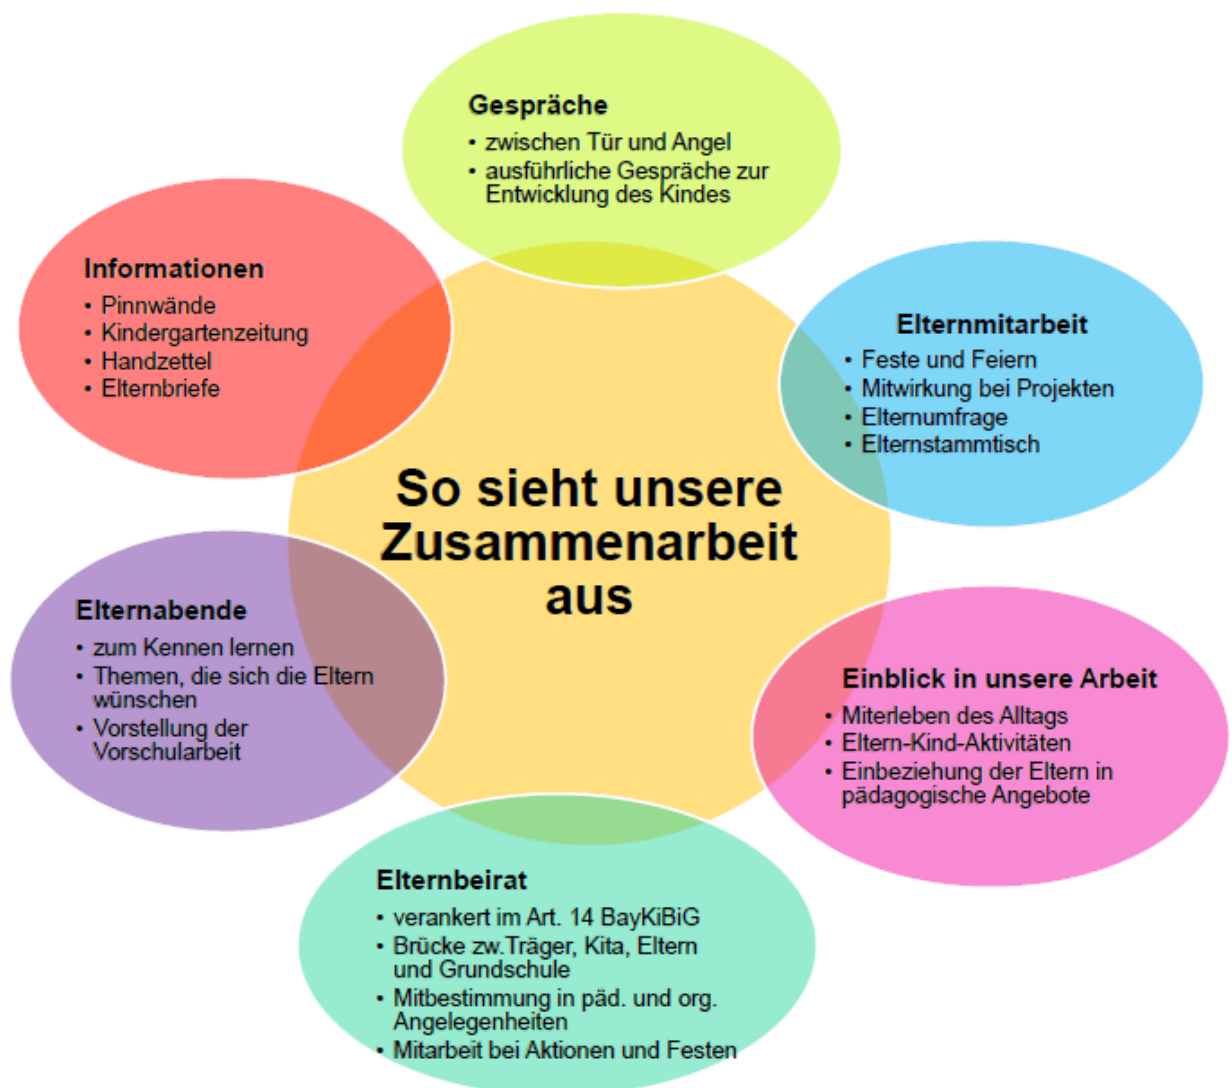 Gespräche
• zwischen Tür und Angel
• ausführliche Gespräche zur
Entwicklung des Kindes
Informationen
• Pinnwände
• Kindergartenzeitung
• Handzettel
• Elternbriefe
Elternmitarbeit
• Feste und Feiern
• Mitwirkung bei Projekten
• Elternumfrage
• Elternstammtisch
So sieht unsere
Zusammenarbeit
aus
Elternabende
• zum Kennen lernen
• Themen, die sich die Eltern
wünschen
• Vorstellung der
Vorschularbeit
Einblick in unsere Arbeit
• Miterleben des Alltags
• Eltern-Kind-Aktivitäten
• Einbeziehung der Eltern in
pädagogische Angebote
Elternbeirat
• verankert im Art. 14 BayKiBiG
• Brücke zw.Träger, Kita, Eltern
und Grundschule
• Mitbestimmung in päd. und org.
Angelegenheiten
• Mitarbeit bei Aktionen und Festen